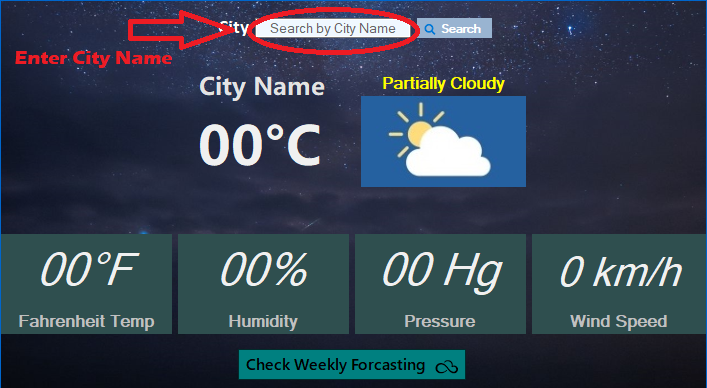 City Search by City Name Search
Enter City Name
City Name
Partially Cloudy
00°C
00°F 00% 00 Hg 0 km/h
Fahrenheit Temp Humidity Pressure Wind Speed
Check Weekly Forcasting